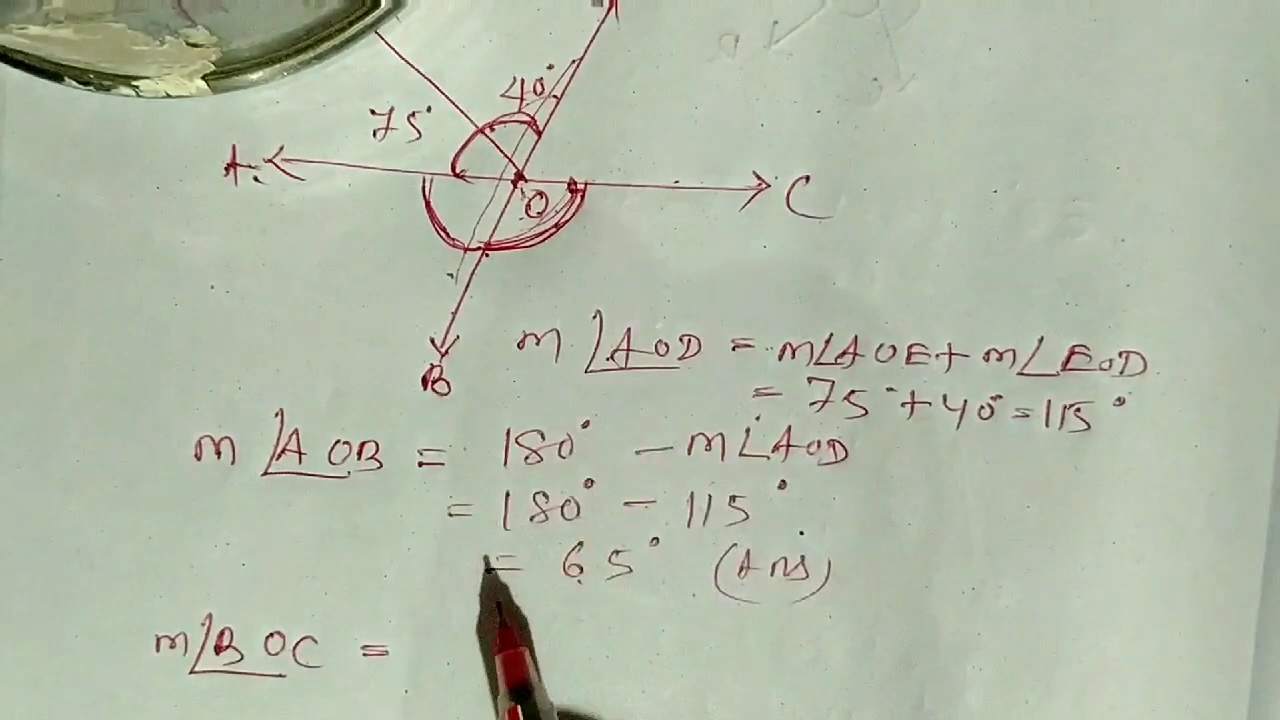 40°
75°
A
O
C
B
m∠AOD = m∠AOE + m∠EOD
= 75° + 40° = 115°
m∠AOB = 180° - m∠AOD
= 180° - 115°
= 65° (Ans)
m∠BOC =